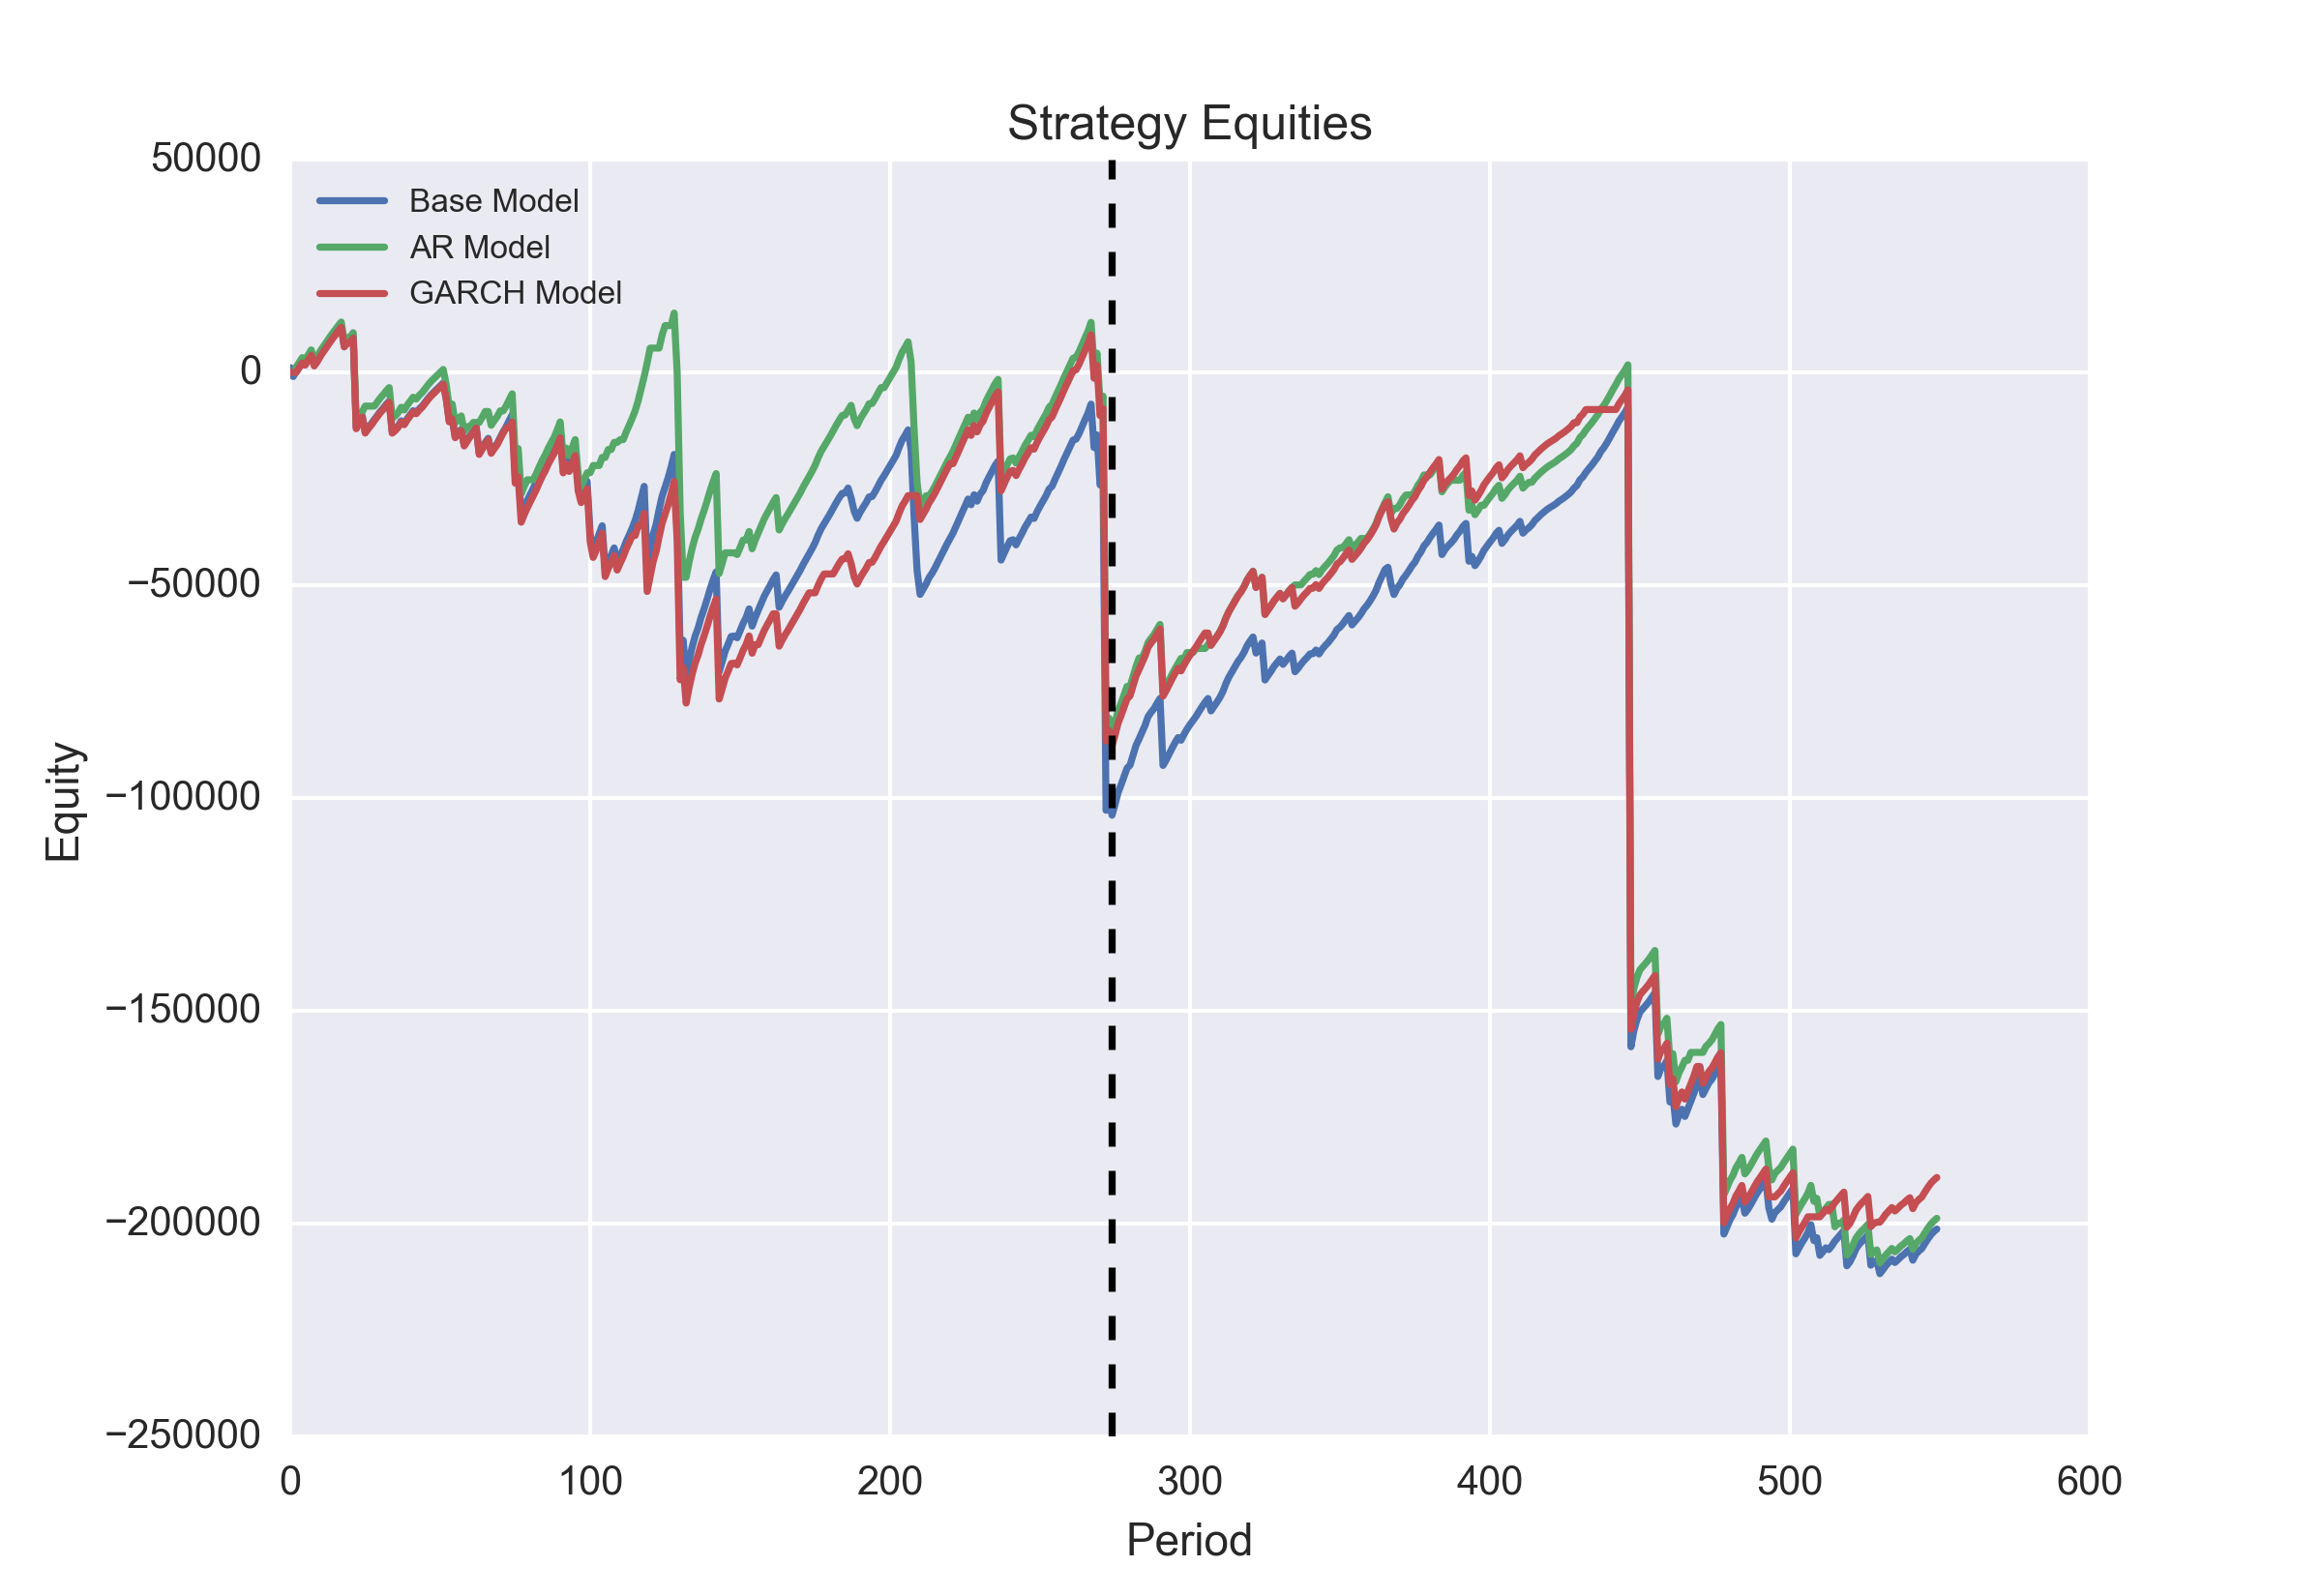 Strategy Equities
50000
0
−50000
−100000
−150000
−200000
−250000
Equity
Base Model
AR Model
GARCH Model
0 100 200 300 400 500 600
Period